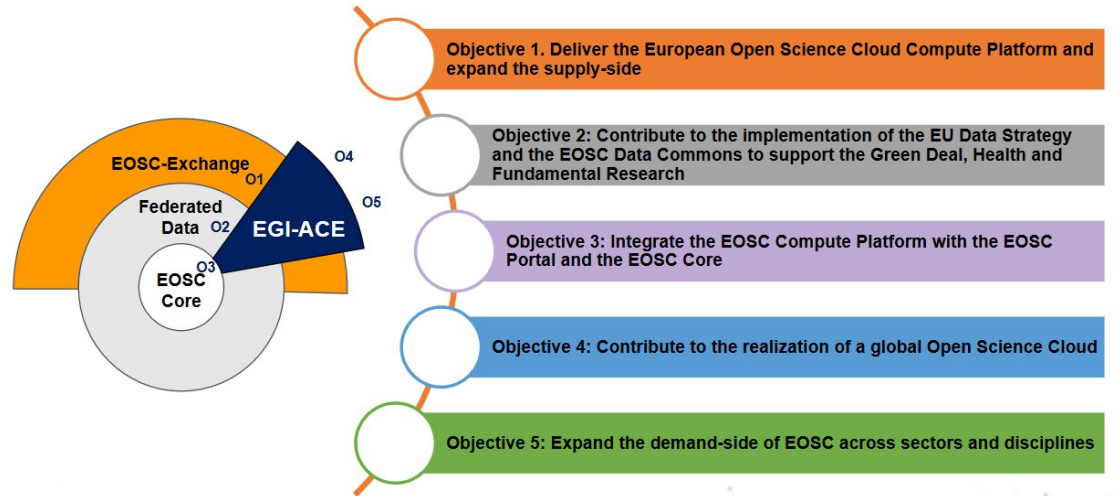 EOSC-Exchange
O1
O4
O5
Federated
Data
O2
EGI-ACE
O3
EOSC
Core
Objective 1. Deliver the European Open Science Cloud Compute Platform and
expand the supply-side
Objective 2: Contribute to the implementation of the EU Data Strategy
and the EOSC Data Commons to support the Green Deal, Health and
Fundamental Research
Objective 3: Integrate the EOSC Compute Platform with the EOSC
Portal and the EOSC Core
Objective 4: Contribute to the realization of a global Open Science Cloud
Objective 5: Expand the demand-side of EOSC across sectors and disciplines